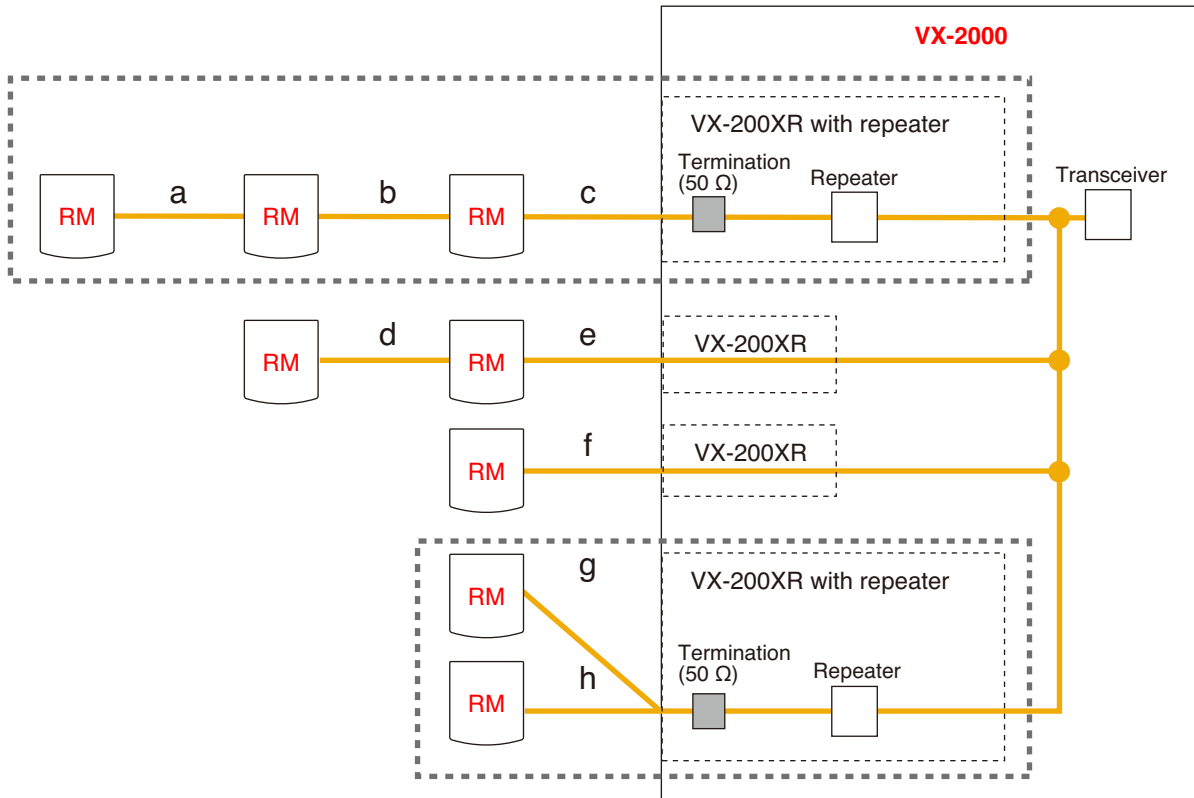 VX-2000
VX-200XR with repeater
Termination
(50 Ω)
Repeater
Transceiver
RM
a
RM
b
RM
c
RM
d
RM
e
VX-200XR
RM
f
VX-200XR
RM
g
VX-200XR with repeater
RM
h
Termination
(50 Ω)
Repeater